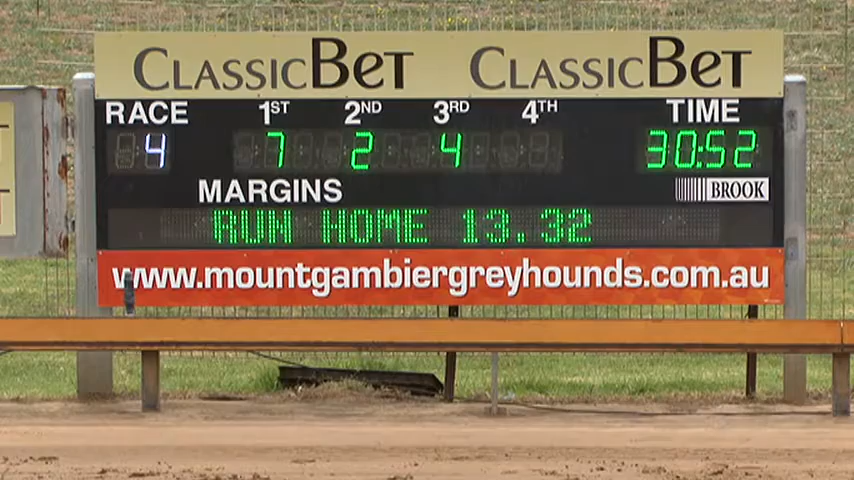 CLASSICBET CLASSICBET
RACE 1ST 2ND 3RD 4TH TIME
4 7 2 4 30:52
MARGINS BROOK
RUN HOME 13.32
www.mountgambiergreyhounds.com.au